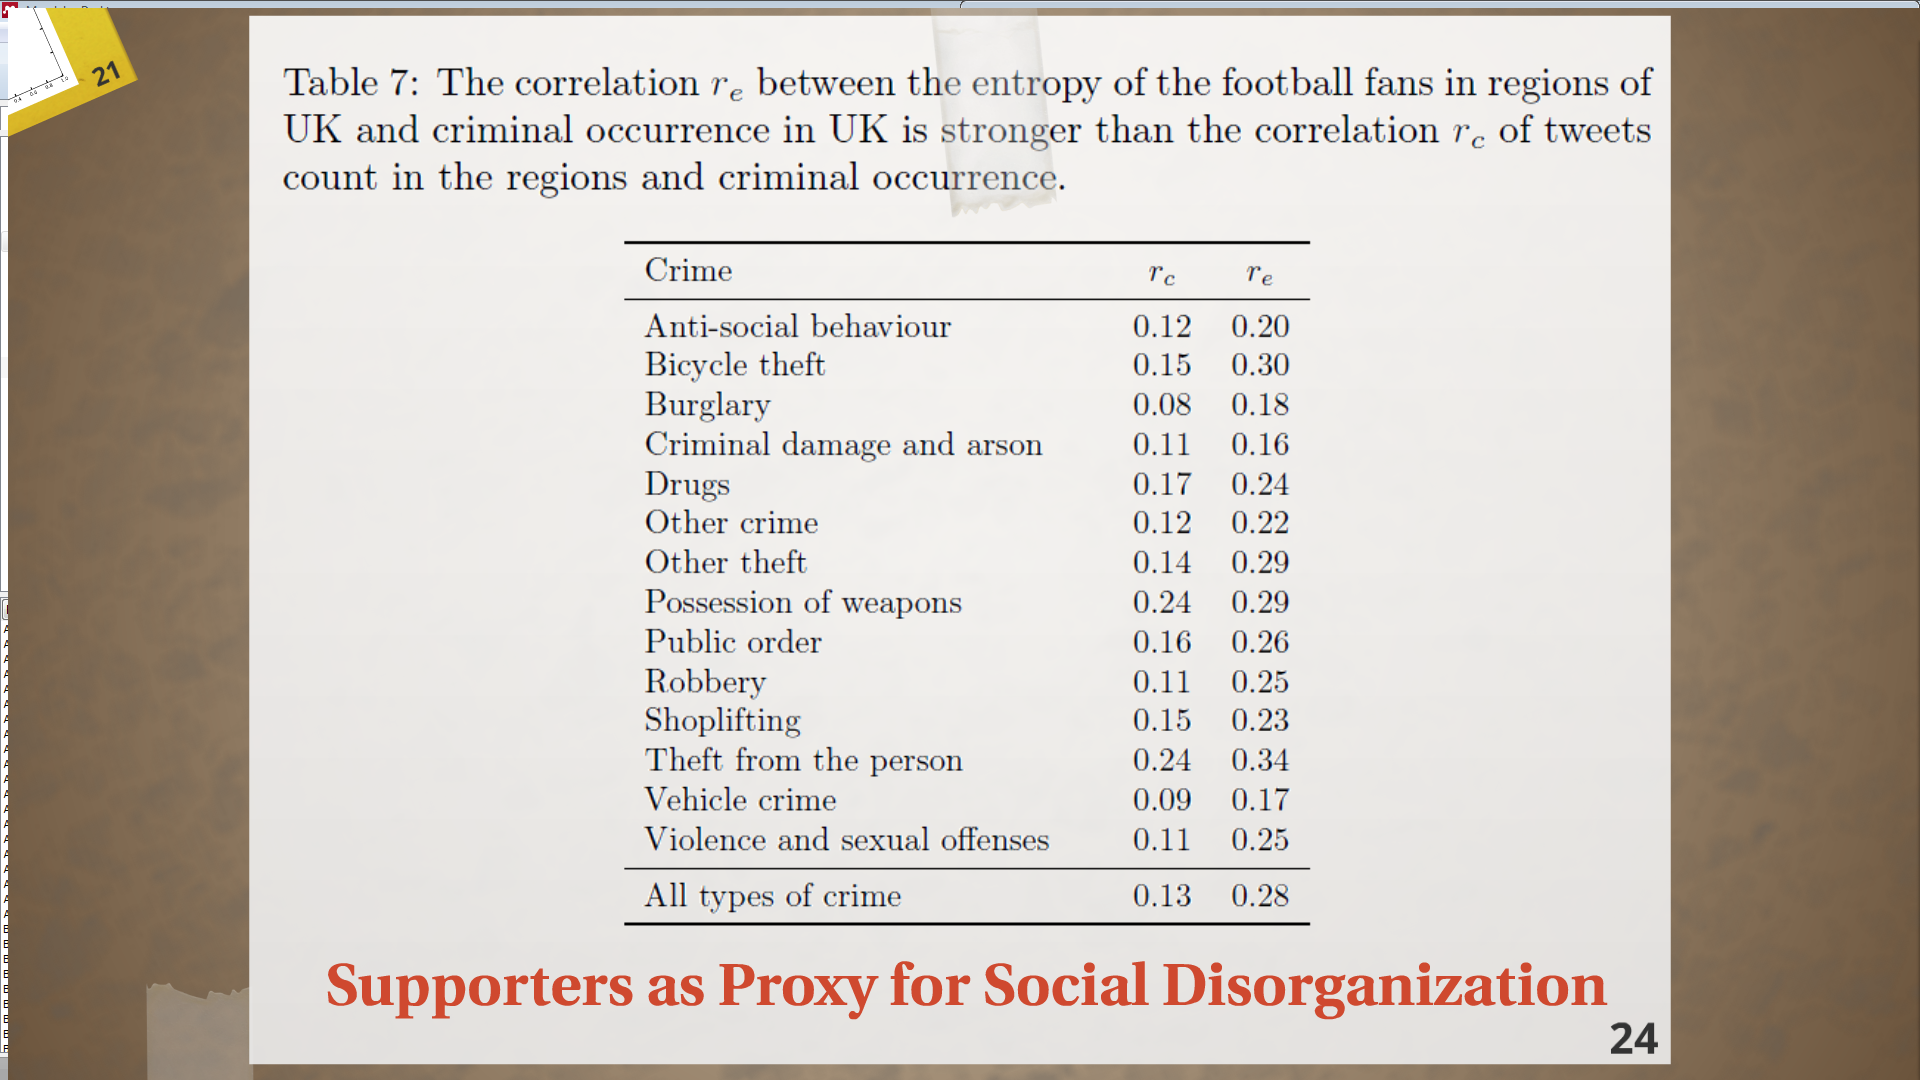 21
Table 7: The correlation r_e between the entropy of the football fans in regions of
UK and criminal occurrence in UK is stronger than the correlation r_c of tweets
count in the regions and criminal occurrence.
Crime r_c r_e
Anti-social behaviour 0.12 0.20
Bicycle theft 0.15 0.30
Burglary 0.08 0.18
Criminal damage and arson 0.11 0.16
Drugs 0.17 0.24
Other crime 0.12 0.22
Other theft 0.14 0.29
Possession of weapons 0.24 0.29
Public order 0.16 0.26
Robbery 0.11 0.25
Shoplifting 0.15 0.23
Theft from the person 0.24 0.34
Vehicle crime 0.09 0.17
Violence and sexual offenses 0.11 0.25
All types of crime 0.13 0.28
Supporters as Proxy for Social Disorganization
24